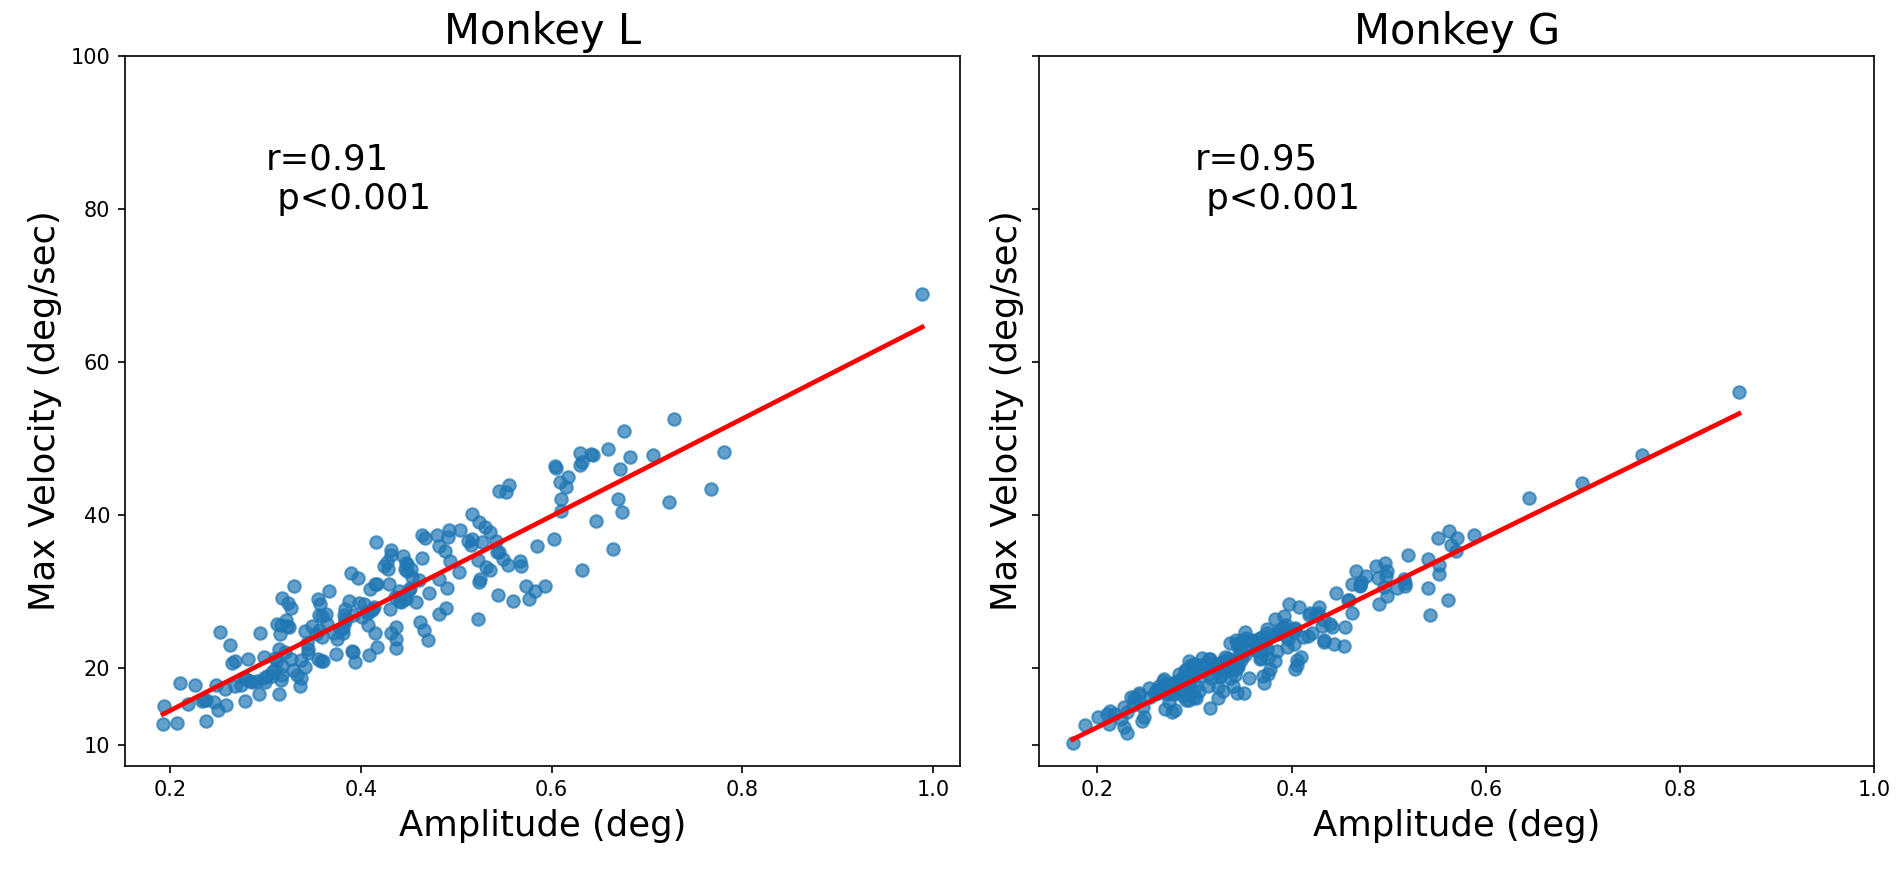 Monkey L
Monkey G
100
80
60
40
20
10
Max Velocity (deg/sec)
r=0.91
p<0.001
0.2 0.4 0.6 0.8 1.0
Amplitude (deg)
Max Velocity (deg/sec)
r=0.95
p<0.001
0.2 0.4 0.6 0.8 1.0
Amplitude (deg)